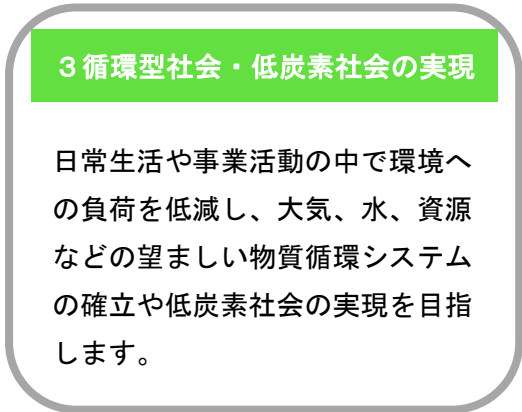 ３循環型社会・低炭素社会の実現
日常生活や事業活動の中で環境へ
の負荷を低減し、大気、水、資源
などの望ましい物質循環システム
の確立や低炭素社会の実現を目指
します。